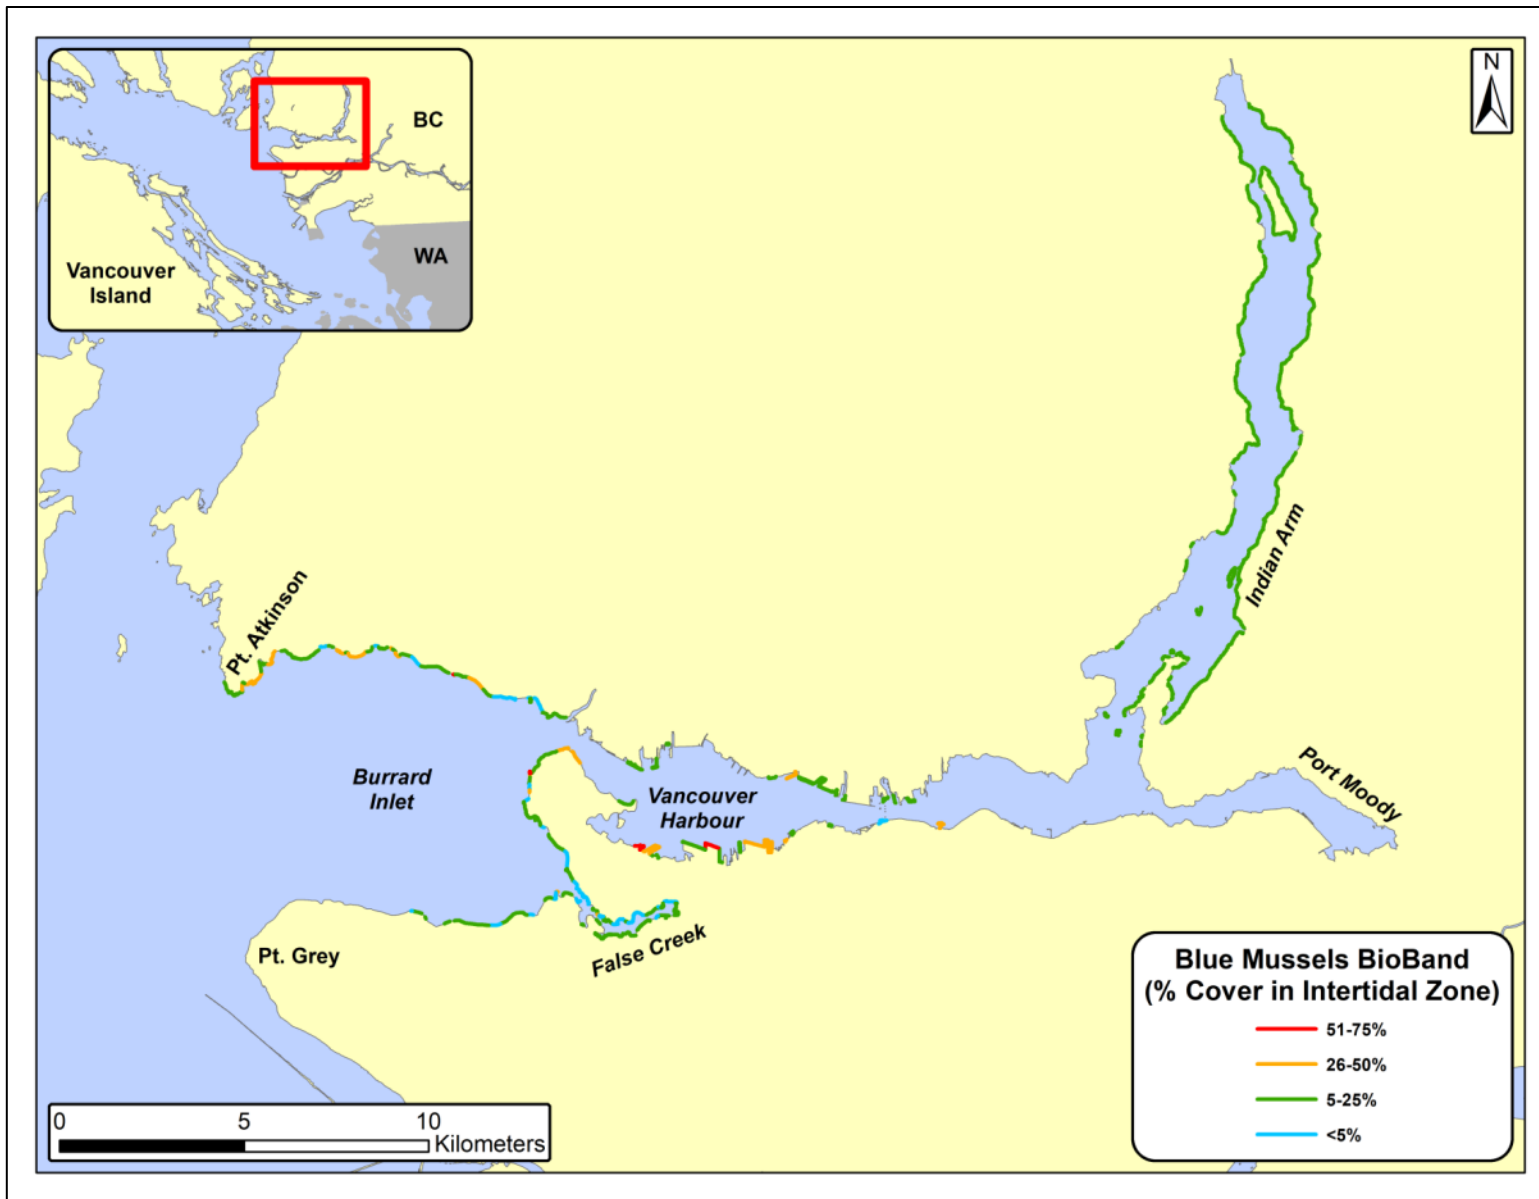 BC
WA
Vancouver
Island
N
Pt. Atkinson
Indian Arm
Burrard
Inlet
Vancouver
Harbour
Port Moody
False Creek
Pt. Grey
Blue Mussels BioBand
(% Cover in Intertidal Zone)
51-75%
26-50%
5-25%
<5%
0 5 10
Kilometers